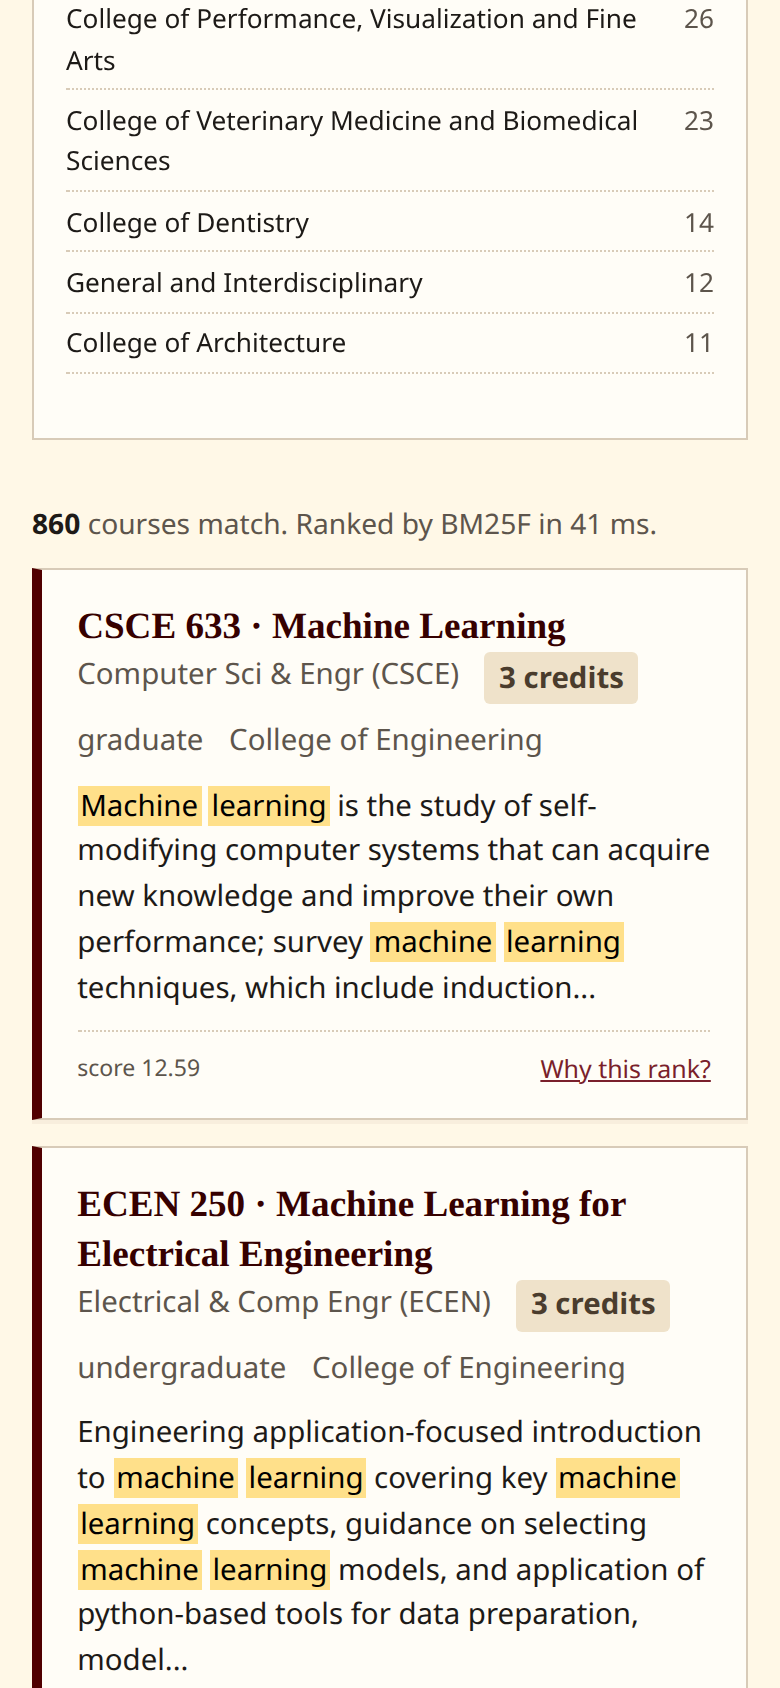 College of Performance, Visualization and Fine 26
Arts
College of Veterinary Medicine and Biomedical 23
Sciences
College of Dentistry 14
General and Interdisciplinary 12
College of Architecture 11
860 courses match. Ranked by BM25F in 41 ms.
CSCE 633 · Machine Learning
Computer Sci & Engr (CSCE) 3 credits
graduate College of Engineering
Machine learning is the study of self-
modifying computer systems that can acquire
new knowledge and improve their own
performance; survey machine learning
techniques, which include induction...
score 12.59 Why this rank?
ECEN 250 · Machine Learning for
Electrical Engineering
Electrical & Comp Engr (ECEN) 3 credits
undergraduate College of Engineering
Engineering application-focused introduction
to machine learning covering key machine
learning concepts, guidance on selecting
machine learning models, and application of
python-based tools for data preparation,
model...